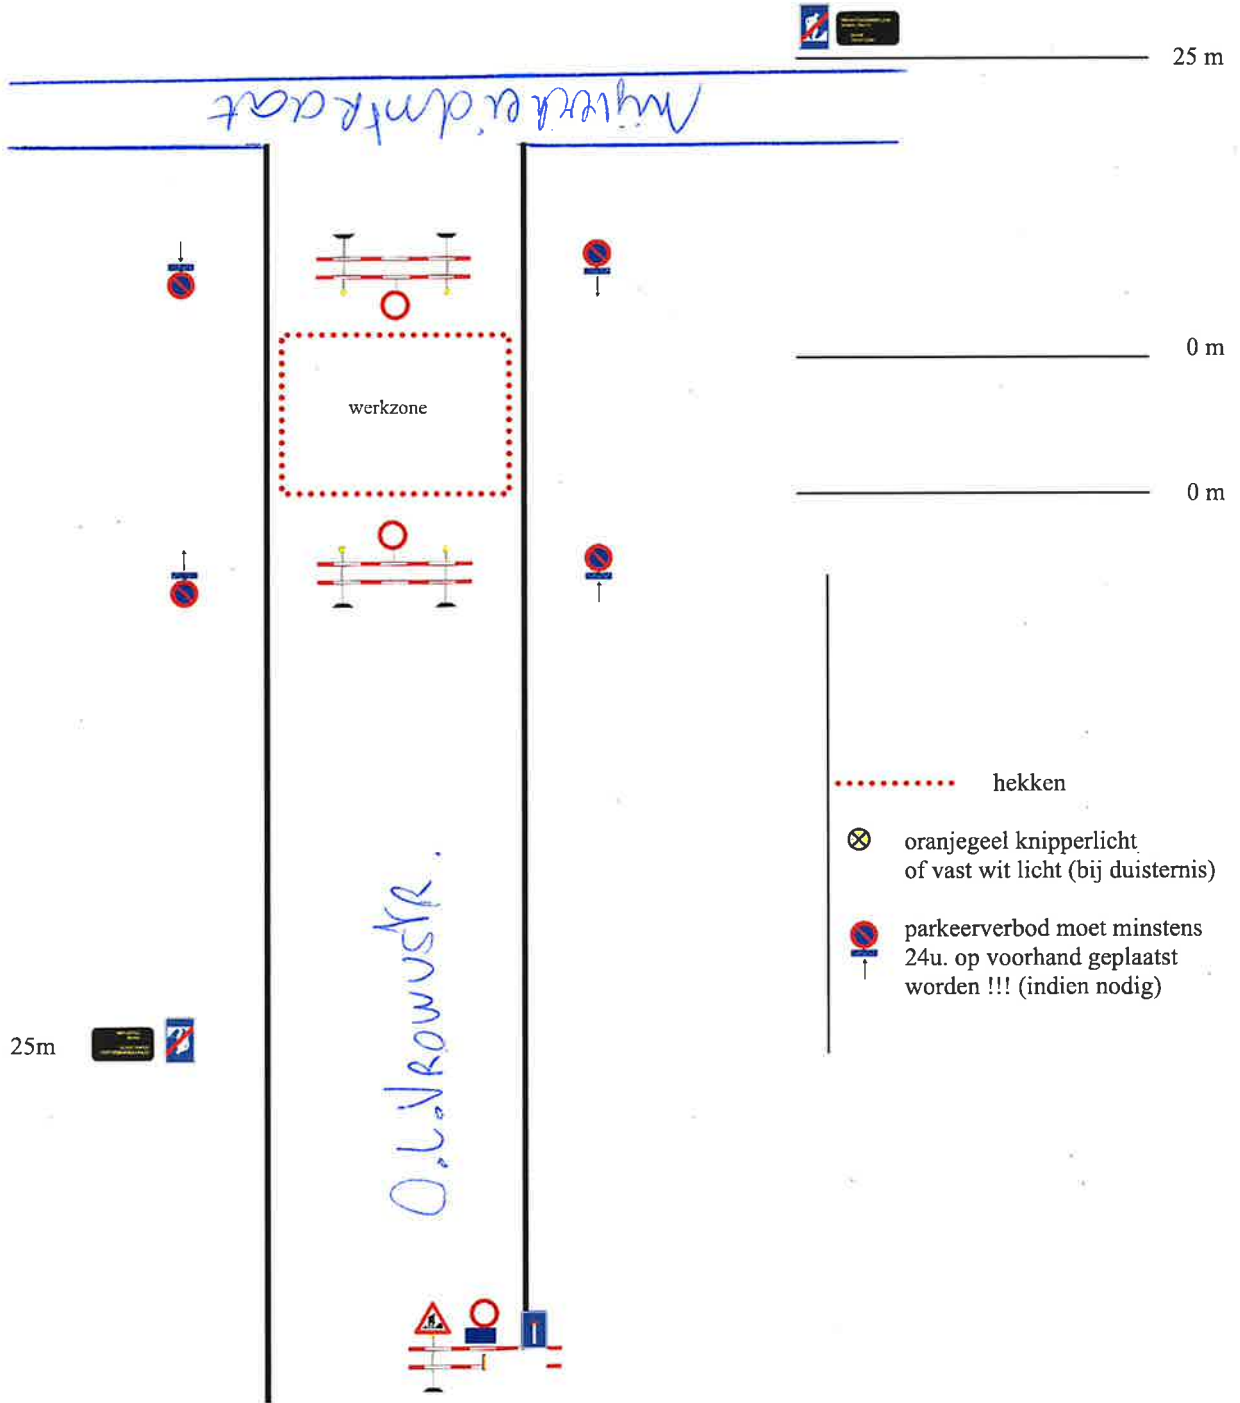 25 m
Nijverheidsstraat
0 m
werkzone
0 m
hekken
oranjegeel knipperlicht
of vast wit licht (bij duisternis)
parkeerverbod moet minstens
24u. op voorhand geplaatst
worden !!! (indien nodig)
O.L.VROUWSTR.
25m